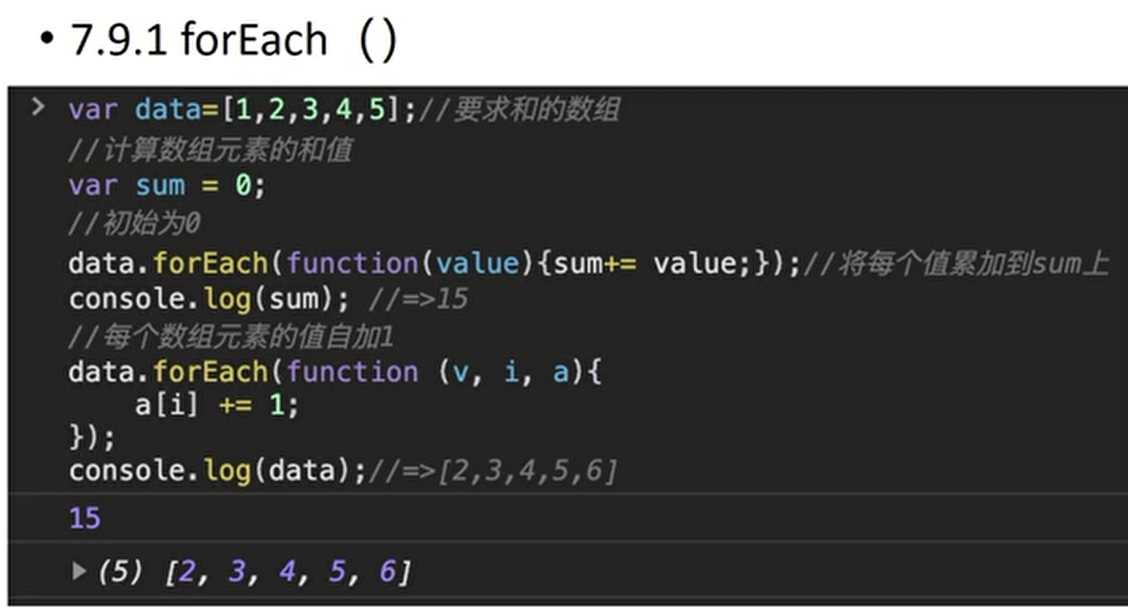 • 7.9.1 forEach （）
> var data=[1,2,3,4,5];//要求和的数组
//计算数组元素的和值
var sum = 0;
//初始为0
data.forEach(function(value){sum+= value;});//将每个值累加到sum上
console.log(sum); //=>15
//每个数组元素的值自加1
data.forEach(function (v, i, a){
    a[i] += 1;
});
console.log(data);//=>[2,3,4,5,6]
15
▶ (5) [2, 3, 4, 5, 6]